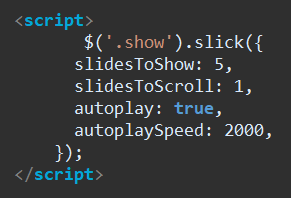 <script>
$('.show').slick({
slidesToShow: 5,
slidesToScroll: 1,
autoplay: true,
autoplaySpeed: 2000,
});
</script>